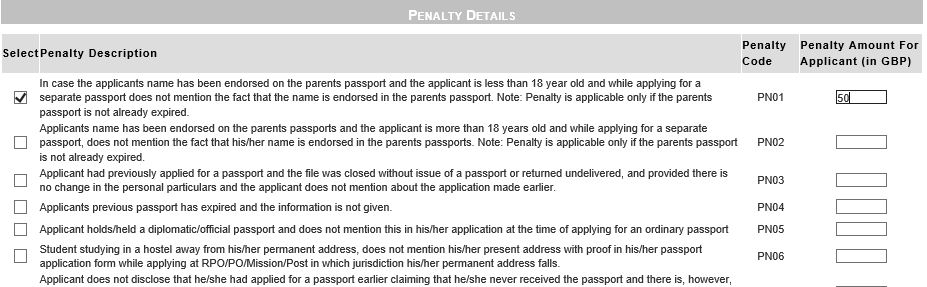 PENALTY DETAILS
Select Penalty Description Penalty Code Penalty Amount For Applicant (in GBP)
In case the applicants name has been endorsed on the parents passport and the applicant is less than 18 year old and while applying for a
separate passport does not mention the fact that the name is endorsed in the parents passport. Note: Penalty is applicable only if the parents
passport is not already expired.
PN01
50
Applicants name has been endorsed on the parents passports and the applicant is more than 18 years old and while applying for a separate
passport, does not mention the fact that his/her name is endorsed in the parents passports. Note: Penalty is applicable only if the parents passport
is not already expired.
PN02
Applicant had previously applied for a passport and the file was closed without issue of a passport or returned undelivered, and provided there is
no change in the personal particulars and the applicant does not mention about the application made earlier.
PN03
Applicants previous passport has expired and the information is not given.
PN04
Applicant holds/held a diplomatic/official passport and does not mention this in his/her application at the time of applying for an ordinary passport
PN05
Student studying in a hostel away from his/her permanent address, does not mention his/her present address with proof in his/her passport
application form while applying at RPO/PO/Mission/Post in which jurisdiction his/her permanent address falls.
PN06
Applicant does not disclose that he/she had applied for a passport earlier claiming that he/she never received the passport and there is, however,